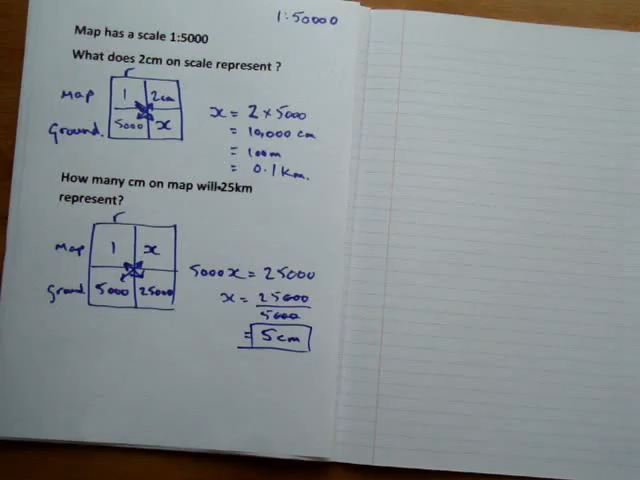 1:50000
Map has a scale 1:5000
What does 2cm on scale represent ?
r
Map 1 2cm
Ground. 5000 x
x = 2 x 5000
= 10,000 cm
= 100m
= 0.1km.
How many cm on map will 25km
represent?
r
Map 1 x
Ground 5000 25000
5000x = 25000
x = 25000
5000
= 5cm